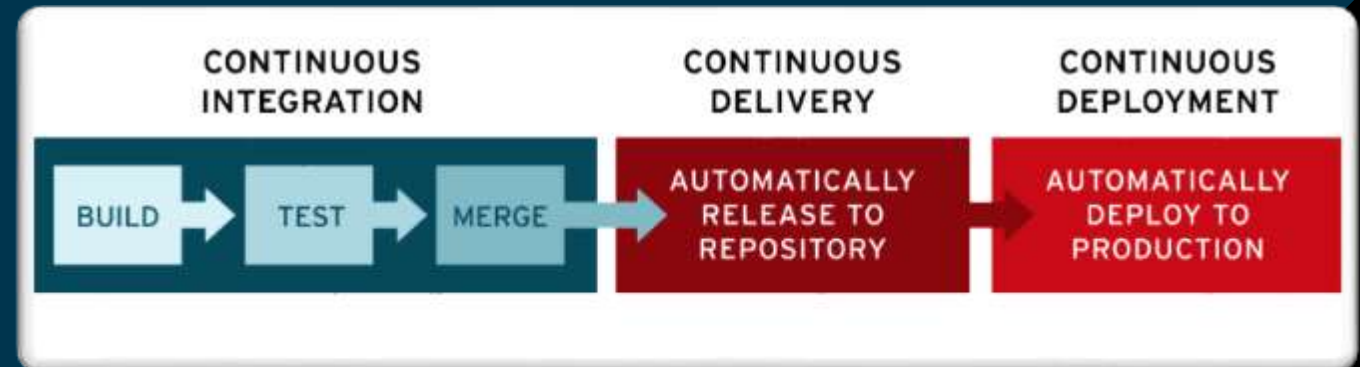 CONTINUOUS
INTEGRATION
BUILD
TEST
MERGE
CONTINUOUS
DELIVERY
AUTOMATICALLY
RELEASE TO
REPOSITORY
CONTINUOUS
DEPLOYMENT
AUTOMATICALLY
DEPLOY TO
PRODUCTION